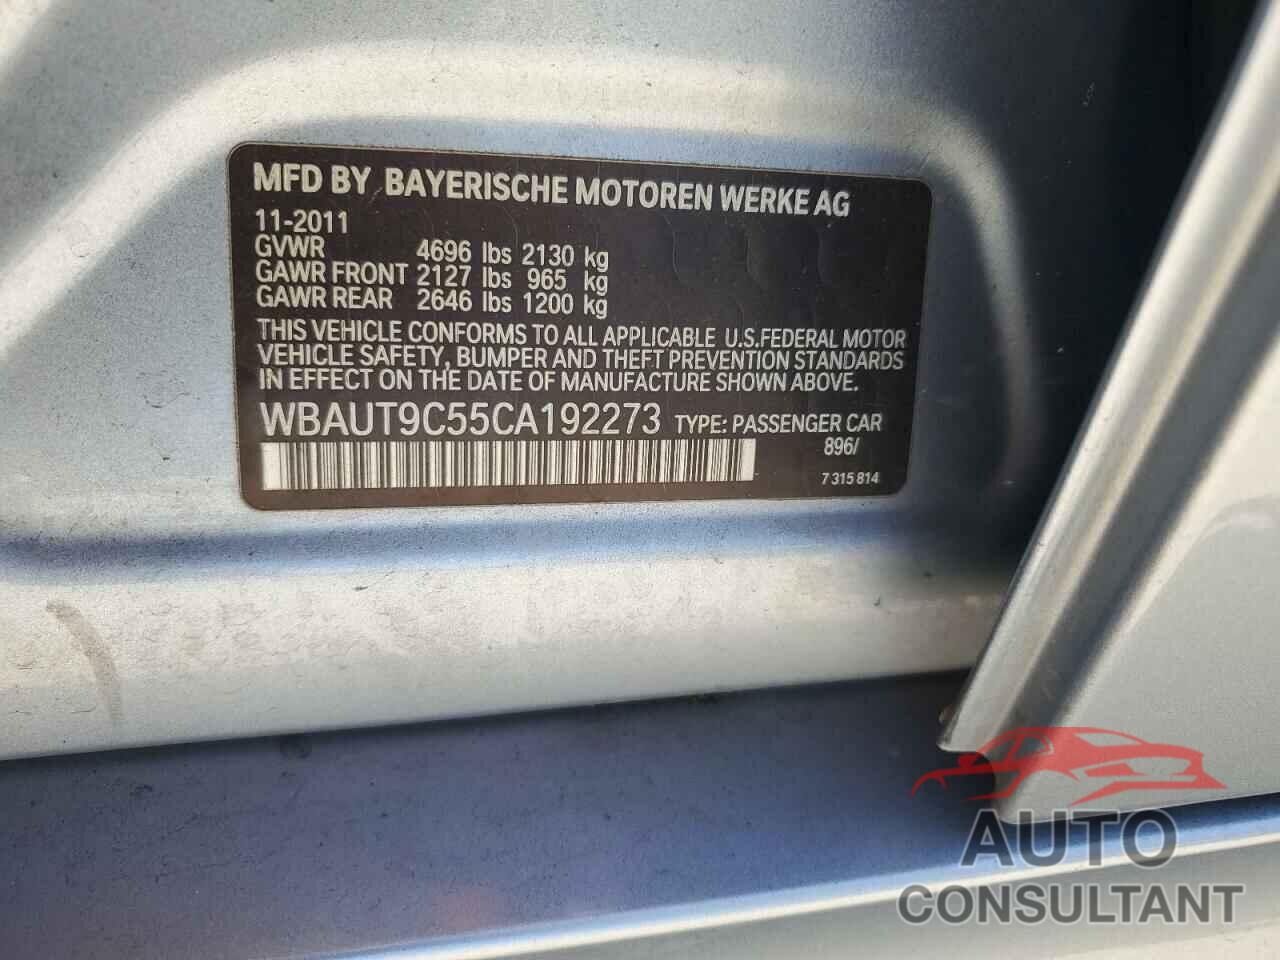 MFD BY BAYERISCHE MOTOREN WERKE AG
11-2011
GVWR 4696 lbs 2130 kg
GAWR FRONT 2127 lbs 965 kg
GAWR REAR 2646 lbs 1200 kg
THIS VEHICLE CONFORMS TO ALL APPLICABLE U.S.FEDERAL MOTOR
VEHICLE SAFETY, BUMPER AND THEFT PREVENTION STANDARDS
IN EFFECT ON THE DATE OF MANUFACTURE SHOWN ABOVE.
WBAUT9C55CA192273 TYPE: PASSENGER CAR
896/
7 315 814
AUTO
CONSULTANT